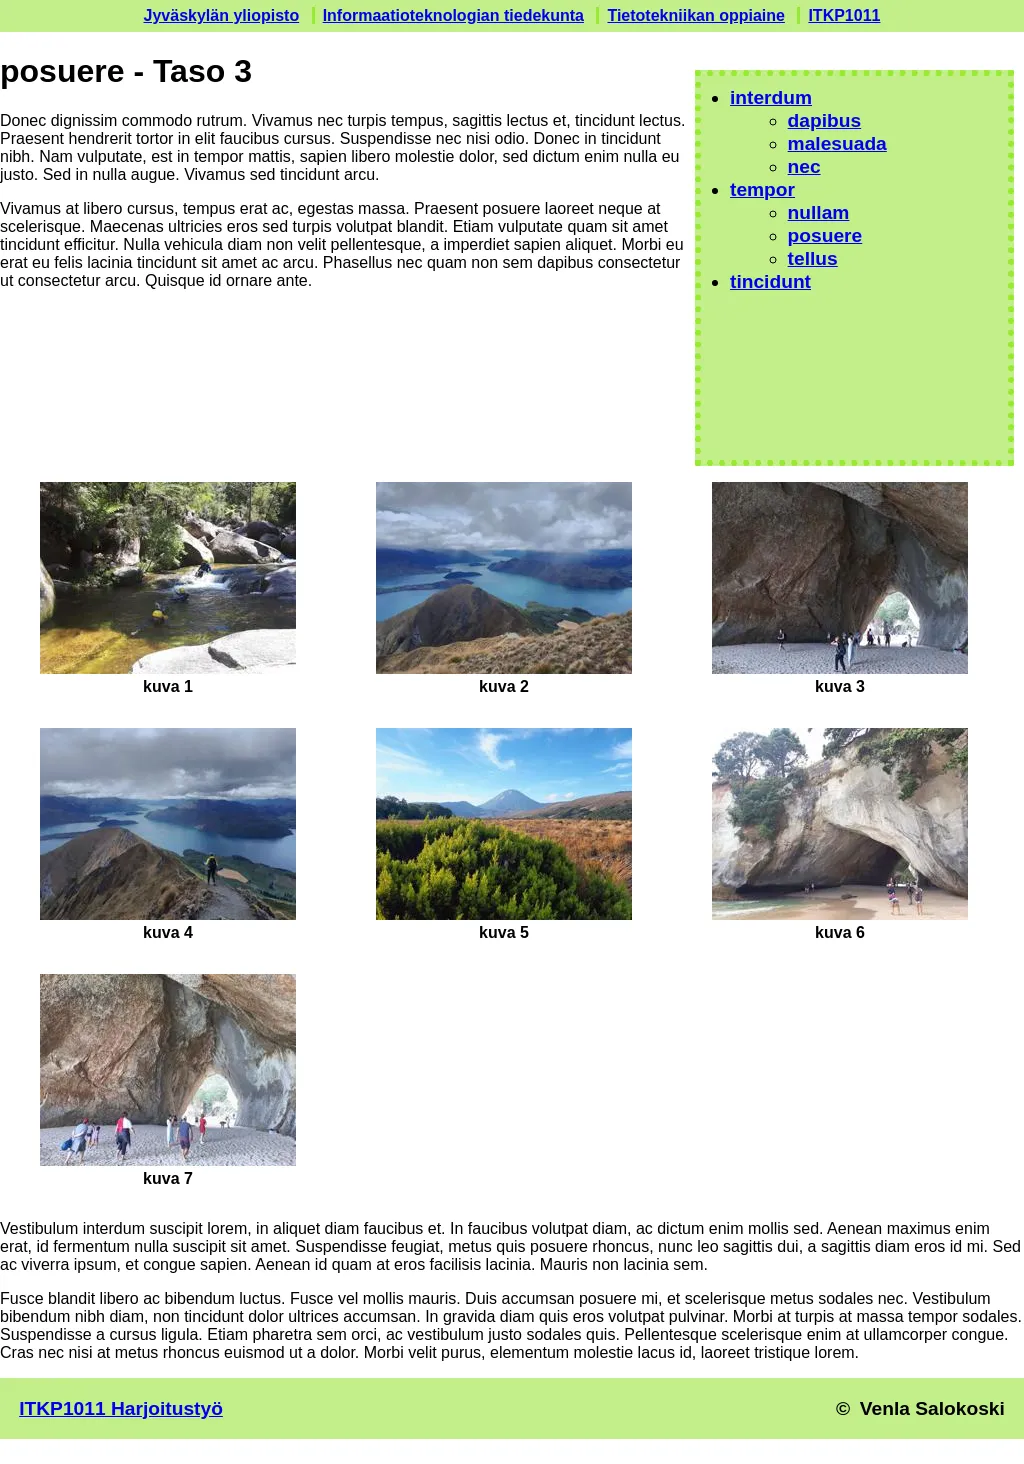 Jyväskylän yliopisto Informaatioteknologian tiedekunta Tietotekniikan oppiaine ITKP1011
posuere - Taso 3
Donec dignissim commodo rutrum. Vivamus nec turpis tempus, sagittis lectus et, tincidunt lectus.
Praesent hendrerit tortor in elit faucibus cursus. Suspendisse nec nisi odio. Donec in tincidunt
nibh. Nam vulputate, est in tempor mattis, sapien libero molestie dolor, sed dictum enim nulla eu
justo. Sed in nulla augue. Vivamus sed tincidunt arcu.
Vivamus at libero cursus, tempus erat ac, egestas massa. Praesent posuere laoreet neque at
scelerisque. Maecenas ultricies eros sed turpis volutpat blandit. Etiam vulputate quam sit amet
tincidunt efficitur. Nulla vehicula diam non velit pellentesque, a imperdiet sapien aliquet. Morbi eu
erat eu felis lacinia tincidunt sit amet ac arcu. Phasellus nec quam non sem dapibus consectetur
ut consectetur arcu. Quisque id ornare ante.
interdum
dapibus
malesuada
nec
tempor
nullam
posuere
tellus
tincidunt
kuva 1
kuva 2
kuva 3
kuva 4
kuva 5
kuva 6
kuva 7
Vestibulum interdum suscipit lorem, in aliquet diam faucibus et. In faucibus volutpat diam, ac dictum enim mollis sed. Aenean maximus enim
erat, id fermentum nulla suscipit sit amet. Suspendisse feugiat, metus quis posuere rhoncus, nunc leo sagittis dui, a sagittis diam eros id mi. Sed
ac viverra ipsum, et congue sapien. Aenean id quam at eros facilisis lacinia. Mauris non lacinia sem.
Fusce blandit libero ac bibendum luctus. Fusce vel mollis mauris. Duis accumsan posuere mi, et scelerisque metus sodales nec. Vestibulum
bibendum nibh diam, non tincidunt dolor ultrices accumsan. In gravida diam quis eros volutpat pulvinar. Morbi at turpis at massa tempor sodales.
Suspendisse a cursus ligula. Etiam pharetra sem orci, ac vestibulum justo sodales quis. Pellentesque scelerisque enim at ullamcorper congue.
Cras nec nisi at metus rhoncus euismod ut a dolor. Morbi velit purus, elementum molestie lacus id, laoreet tristique lorem.
ITKP1011 Harjoitustyö
© Venla Salokoski